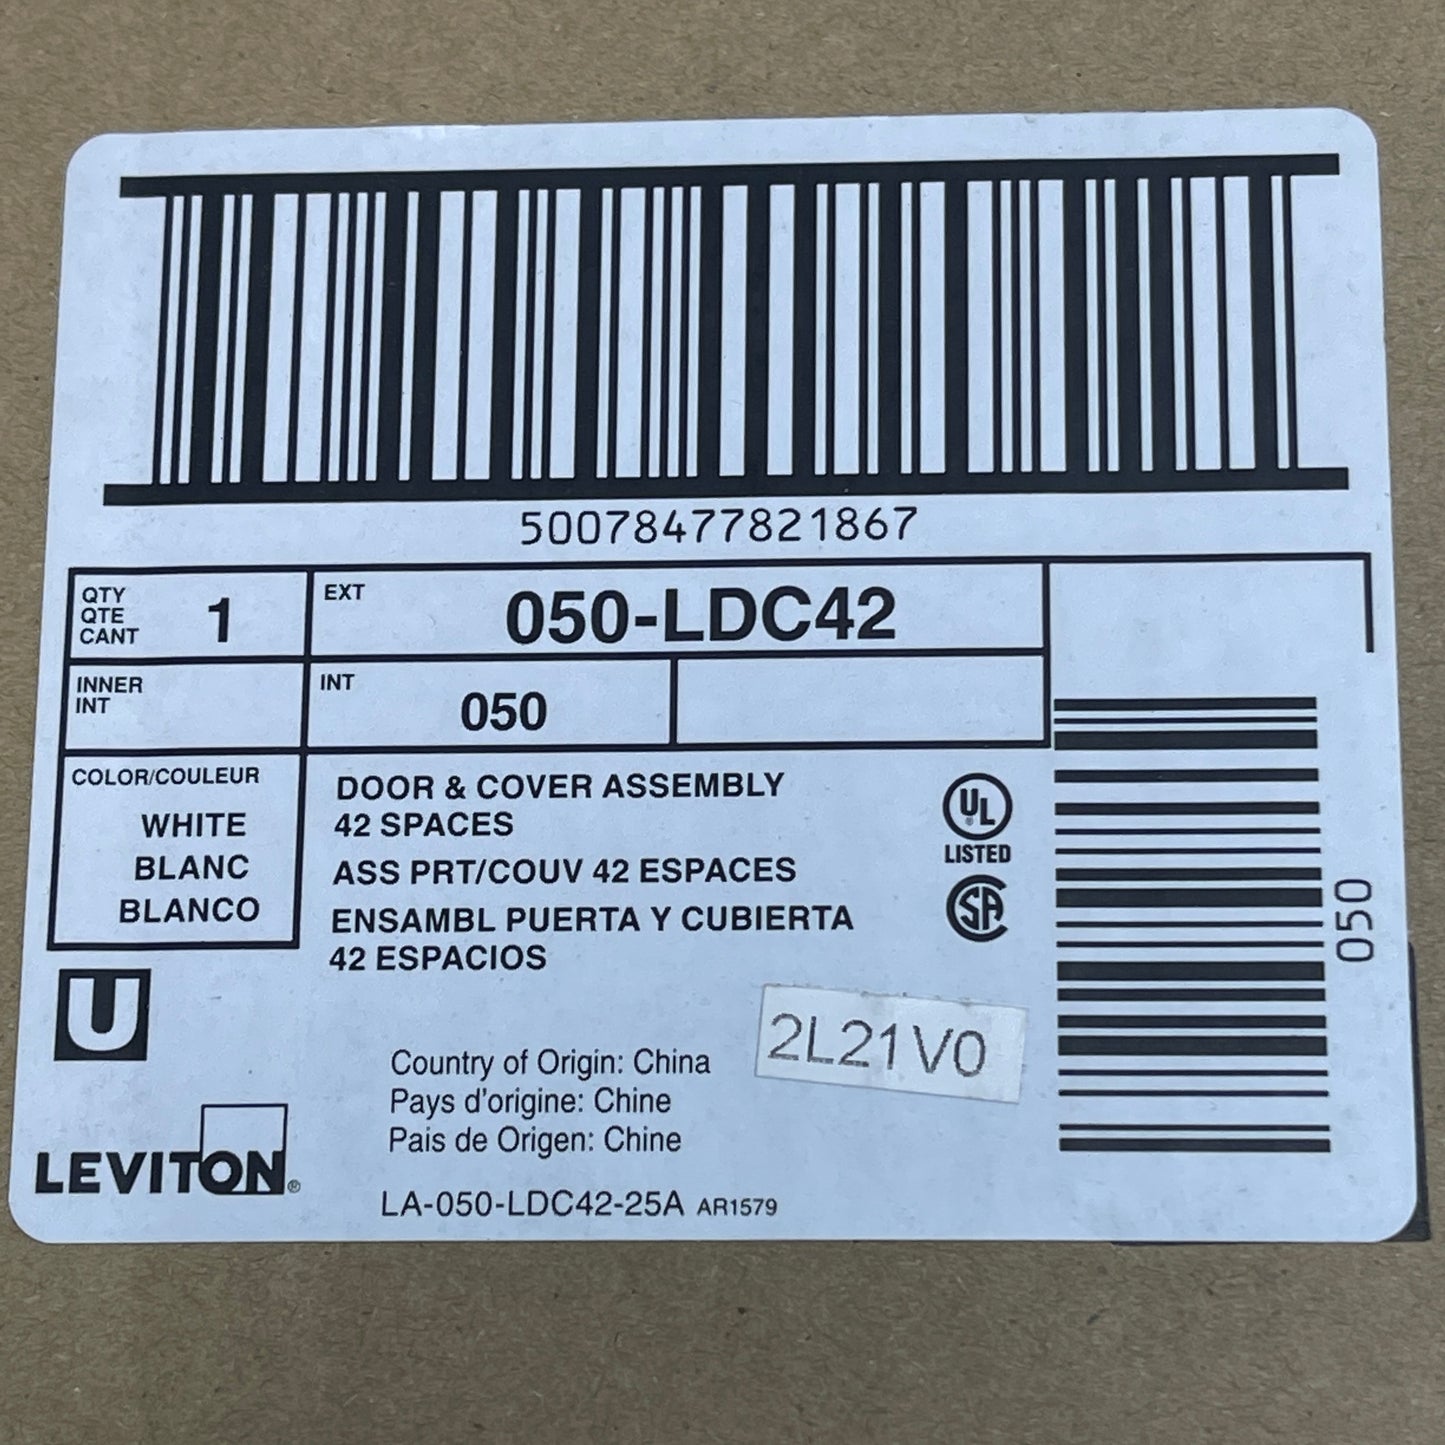 50078477821867
QTY
QTE
CANT
1
EXT
050-LDC42
INNER
INT
INT
050
COLOR/COULEUR
WHITE
BLANC
BLANCO
DOOR & COVER ASSEMBLY
42 SPACES
ASS PRT/COUV 42 ESPACES
ENSAMBL PUERTA Y CUBIERTA
42 ESPACIOS
UL
®
LISTED
SA
050
U
2L21V0
Country of Origin: China
Pays d'origine: Chine
Pais de Origen: Chine
LEVITON®
LA-050-LDC42-25A AR1579